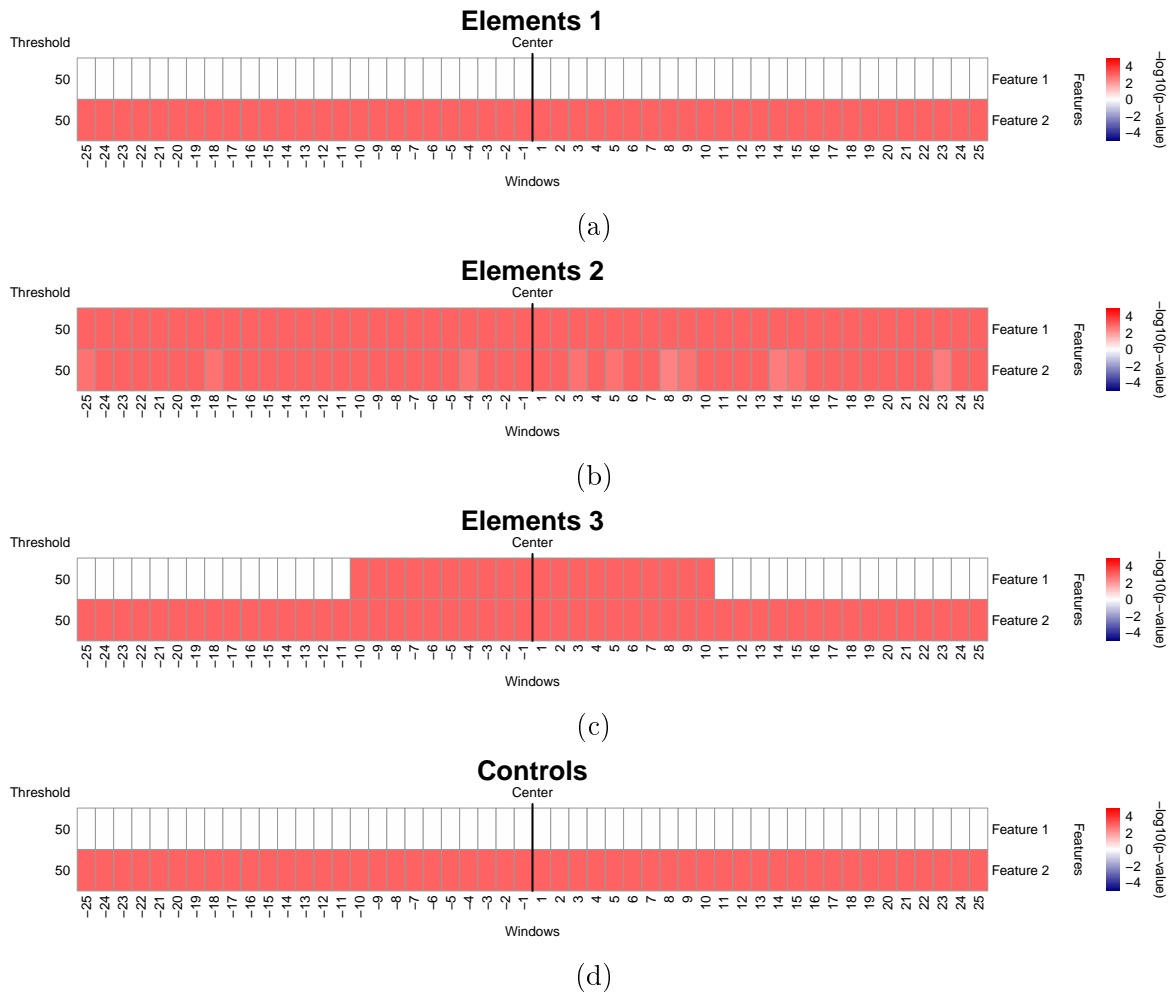 Elements 1
Threshold
Center
50
Feature 1
50
Feature 2
−25 −24 −23 −22 −21 −20 −19 −18 −17 −16 −15 −14 −13 −12 −11 −10 −9 −8 −7 −6 −5 −4 −3 −2 −1 1 2 3 4 5 6 7 8 9 10 11 12 13 14 15 16 17 18 19 20 21 22 23 24 25
Windows
Features
4 2 0 −2 −4
−log10(p−value)
(a)
Elements 2
Threshold
Center
50
Feature 1
50
Feature 2
−25 −24 −23 −22 −21 −20 −19 −18 −17 −16 −15 −14 −13 −12 −11 −10 −9 −8 −7 −6 −5 −4 −3 −2 −1 1 2 3 4 5 6 7 8 9 10 11 12 13 14 15 16 17 18 19 20 21 22 23 24 25
Windows
Features
4 2 0 −2 −4
−log10(p−value)
(b)
Elements 3
Threshold
Center
50
Feature 1
50
Feature 2
−25 −24 −23 −22 −21 −20 −19 −18 −17 −16 −15 −14 −13 −12 −11 −10 −9 −8 −7 −6 −5 −4 −3 −2 −1 1 2 3 4 5 6 7 8 9 10 11 12 13 14 15 16 17 18 19 20 21 22 23 24 25
Windows
Features
4 2 0 −2 −4
−log10(p−value)
(c)
Controls
Threshold
Center
50
Feature 1
50
Feature 2
−25 −24 −23 −22 −21 −20 −19 −18 −17 −16 −15 −14 −13 −12 −11 −10 −9 −8 −7 −6 −5 −4 −3 −2 −1 1 2 3 4 5 6 7 8 9 10 11 12 13 14 15 16 17 18 19 20 21 22 23 24 25
Windows
Features
4 2 0 −2 −4
−log10(p−value)
(d)